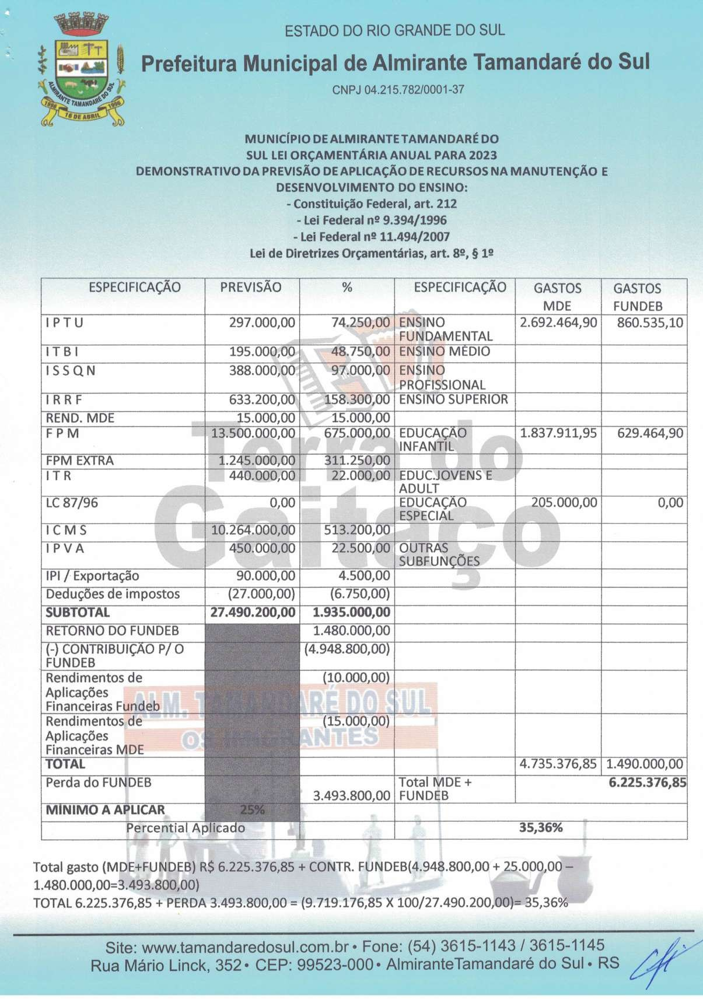 ESTADO DO RIO GRANDE DO SUL
Prefeitura Municipal de Almirante Tamandaré do Sul
CNPJ 04.215.782/0001-37
ALMIRANTE TAMANDARÉ DO SUL
1996 16 DE ABRIL 1996
MUNICÍPIO DE ALMIRANTE TAMANDARÉ DO
SUL LEI ORÇAMENTÁRIA ANUAL PARA 2023
DEMONSTRATIVO DA PREVISÃO DE APLICAÇÃO DE RECURSOS NA MANUTENÇÃO E
DESENVOLVIMENTO DO ENSINO:
- Constituição Federal, art. 212
- Lei Federal nº 9.394/1996
- Lei Federal nº 11.494/2007
Lei de Diretrizes Orçamentárias, art. 8º, § 1º
ESPECIFICAÇÃO PREVISÃO % ESPECIFICAÇÃO GASTOS GASTOS
MDE FUNDEB
I P T U 297.000,00 74.250,00 ENSINO 2.692.464,90 860.535,10
FUNDAMENTAL
I T B I 195.000,00 48.750,00 ENSINO MÉDIO
I S S Q N 388.000,00 97.000,00 ENSINO
PROFISSIONAL
I R R F 633.200,00 158.300,00 ENSINO SUPERIOR
REND. MDE 15.000,00 15.000,00
F P M 13.500.000,00 675.000,00 EDUCAÇÃO 1.837.911,95 629.464,90
INFANTIL
FPM EXTRA 1.245.000,00 311.250,00
I T R 440.000,00 22.000,00 EDUC.JOVENS E
ADULT
LC 87/96 0,00 EDUCAÇÃO 205.000,00 0,00
ESPECIAL
I C M S 10.264.000,00 513.200,00
I P V A 450.000,00 22.500,00 OUTRAS
SUBFUNÇÕES
IPI / Exportação 90.000,00 4.500,00
Deduções de impostos (27.000,00) (6.750,00)
SUBTOTAL 27.490.200,00 1.935.000,00
RETORNO DO FUNDEB 1.480.000,00
(-) CONTRIBUIÇÃO P/ O (4.948.800,00)
FUNDEB
Rendimentos de (10.000,00)
Aplicações
Financeiras Fundeb
Rendimentos de (15.000,00)
Aplicações
Financeiras MDE
TOTAL 4.735.376,85 1.490.000,00
Perda do FUNDEB Total MDE + 6.225.376,85
3.493.800,00 FUNDEB
MÍNIMO A APLICAR 25%
Percential Aplicado 35,36%
Terra do
Gaitaço
ALM. TAMANDARÉ DO SUL
OS IMIGRANTES
Total gasto (MDE+FUNDEB) R$ 6.225.376,85 + CONTR. FUNDEB(4.948.800,00 + 25.000,00 –
1.480.000,00=3.493.800,00)
TOTAL 6.225.376,85 + PERDA 3.493.800,00 = (9.719.176,85 X 100/27.490.200,00)= 35,36%
Site: www.tamandaredosul.com.br • Fone: (54) 3615-1143 / 3615-1145
Rua Mário Linck, 352 • CEP: 99523-000 • Almirante Tamandaré do Sul • RS